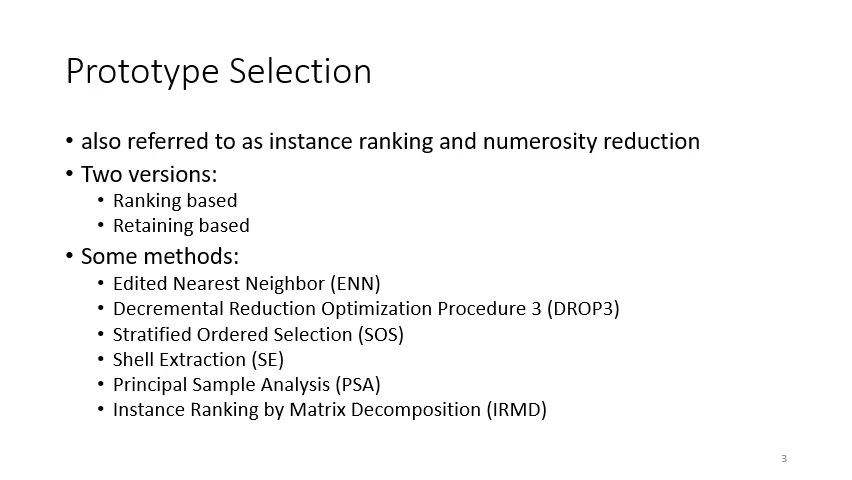 Prototype Selection
• also referred to as instance ranking and numerosity reduction
• Two versions:
• Ranking based
• Retaining based
• Some methods:
• Edited Nearest Neighbor (ENN)
• Decremental Reduction Optimization Procedure 3 (DROP3)
• Stratified Ordered Selection (SOS)
• Shell Extraction (SE)
• Principal Sample Analysis (PSA)
• Instance Ranking by Matrix Decomposition (IRMD)
3